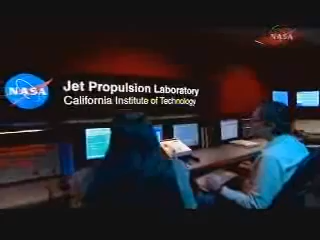 NASA
NASA
Jet Propulsion Laboratory
California Institute of Technology